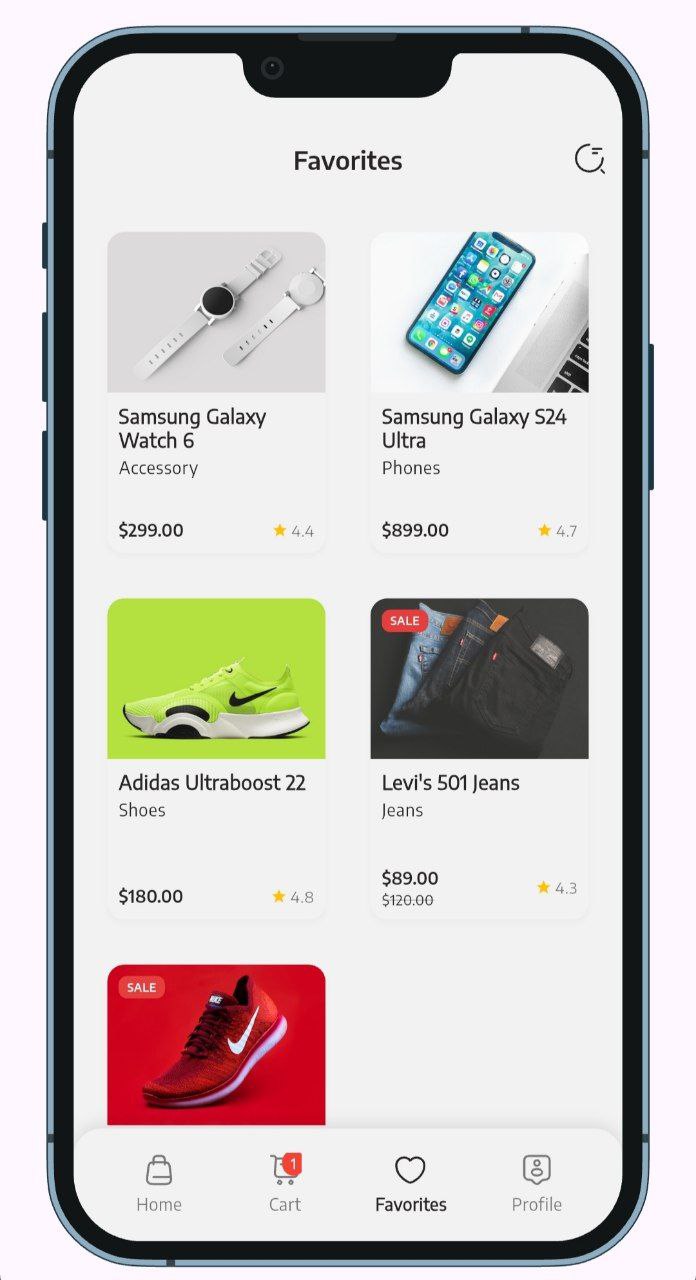 Favorites
Samsung Galaxy
Watch 6
Accessory
$299.00
4.4
Samsung Galaxy S24
Ultra
Phones
$899.00
4.7
Adidas Ultraboost 22
Shoes
$180.00
4.8
SALE
Levi's 501 Jeans
Jeans
$89.00
$120.00
4.3
SALE
NIKE
1
Home
Cart
Favorites
Profile